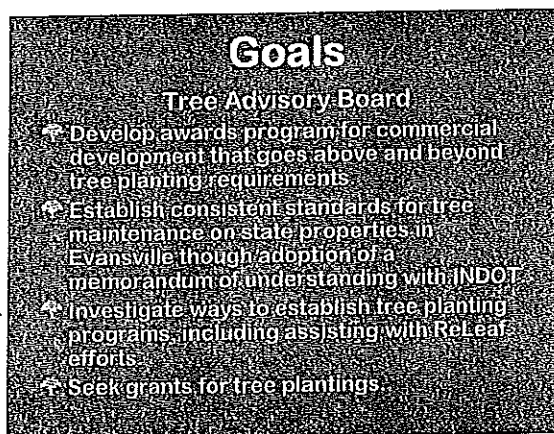 Goals
Tree Advisory Board
Develop awards program for commercial
development that goes above and beyond
tree planting requirements
Establish consistent standards for tree
maintenance on state properties in
Evansville though adoption of a
memorandum of understanding with INDOT
Investigate ways to establish tree planting
programs, including assisting with ReLeaf
efforts
Seek grants for tree plantings.